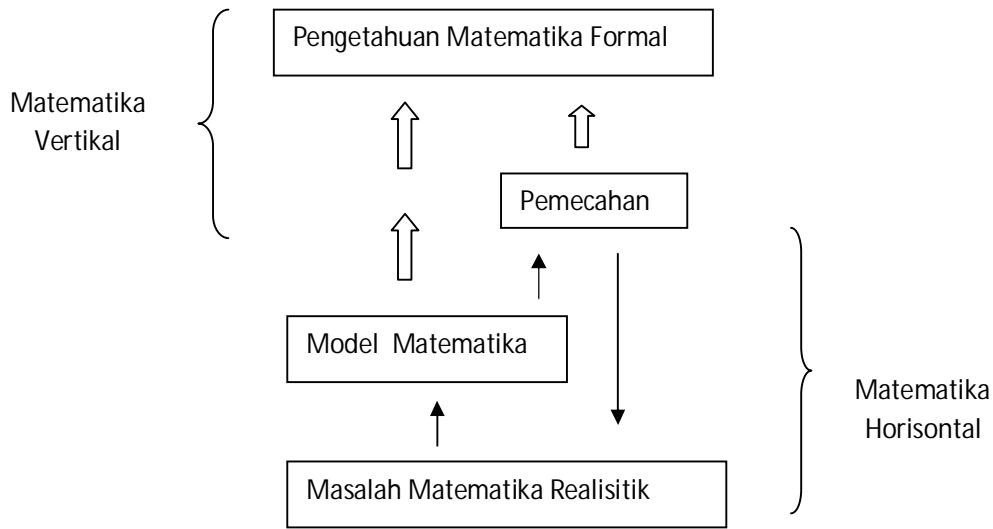 Pengetahuan Matematika Formal
Matematika
Vertikal
Pemecahan
Model Matematika
Matematika
Horisontal
Masalah Matematika Realisitik